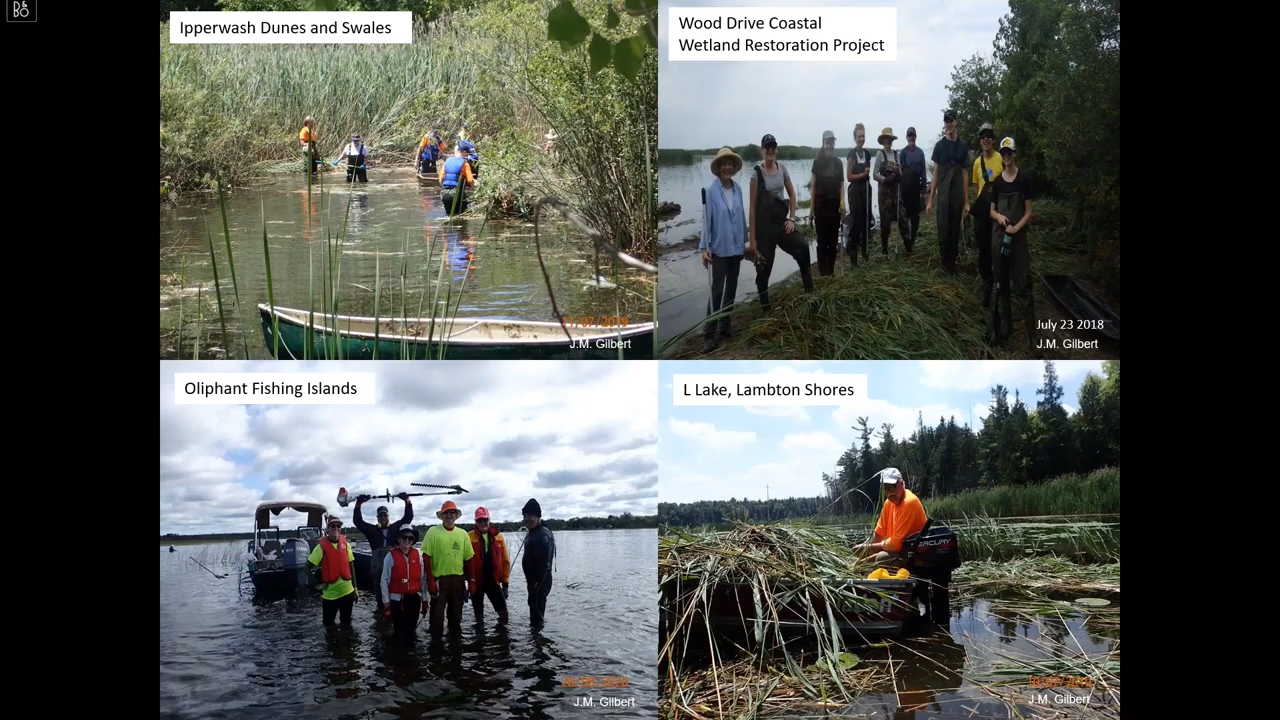 B&O
Ipperwash Dunes and Swales
J.M. Gilbert
Wood Drive Coastal
Wetland Restoration Project
July 23 2018
J.M. Gilbert
Oliphant Fishing Islands
J.M. Gilbert
L Lake, Lambton Shores
MERCURY
J.M. Gilbert